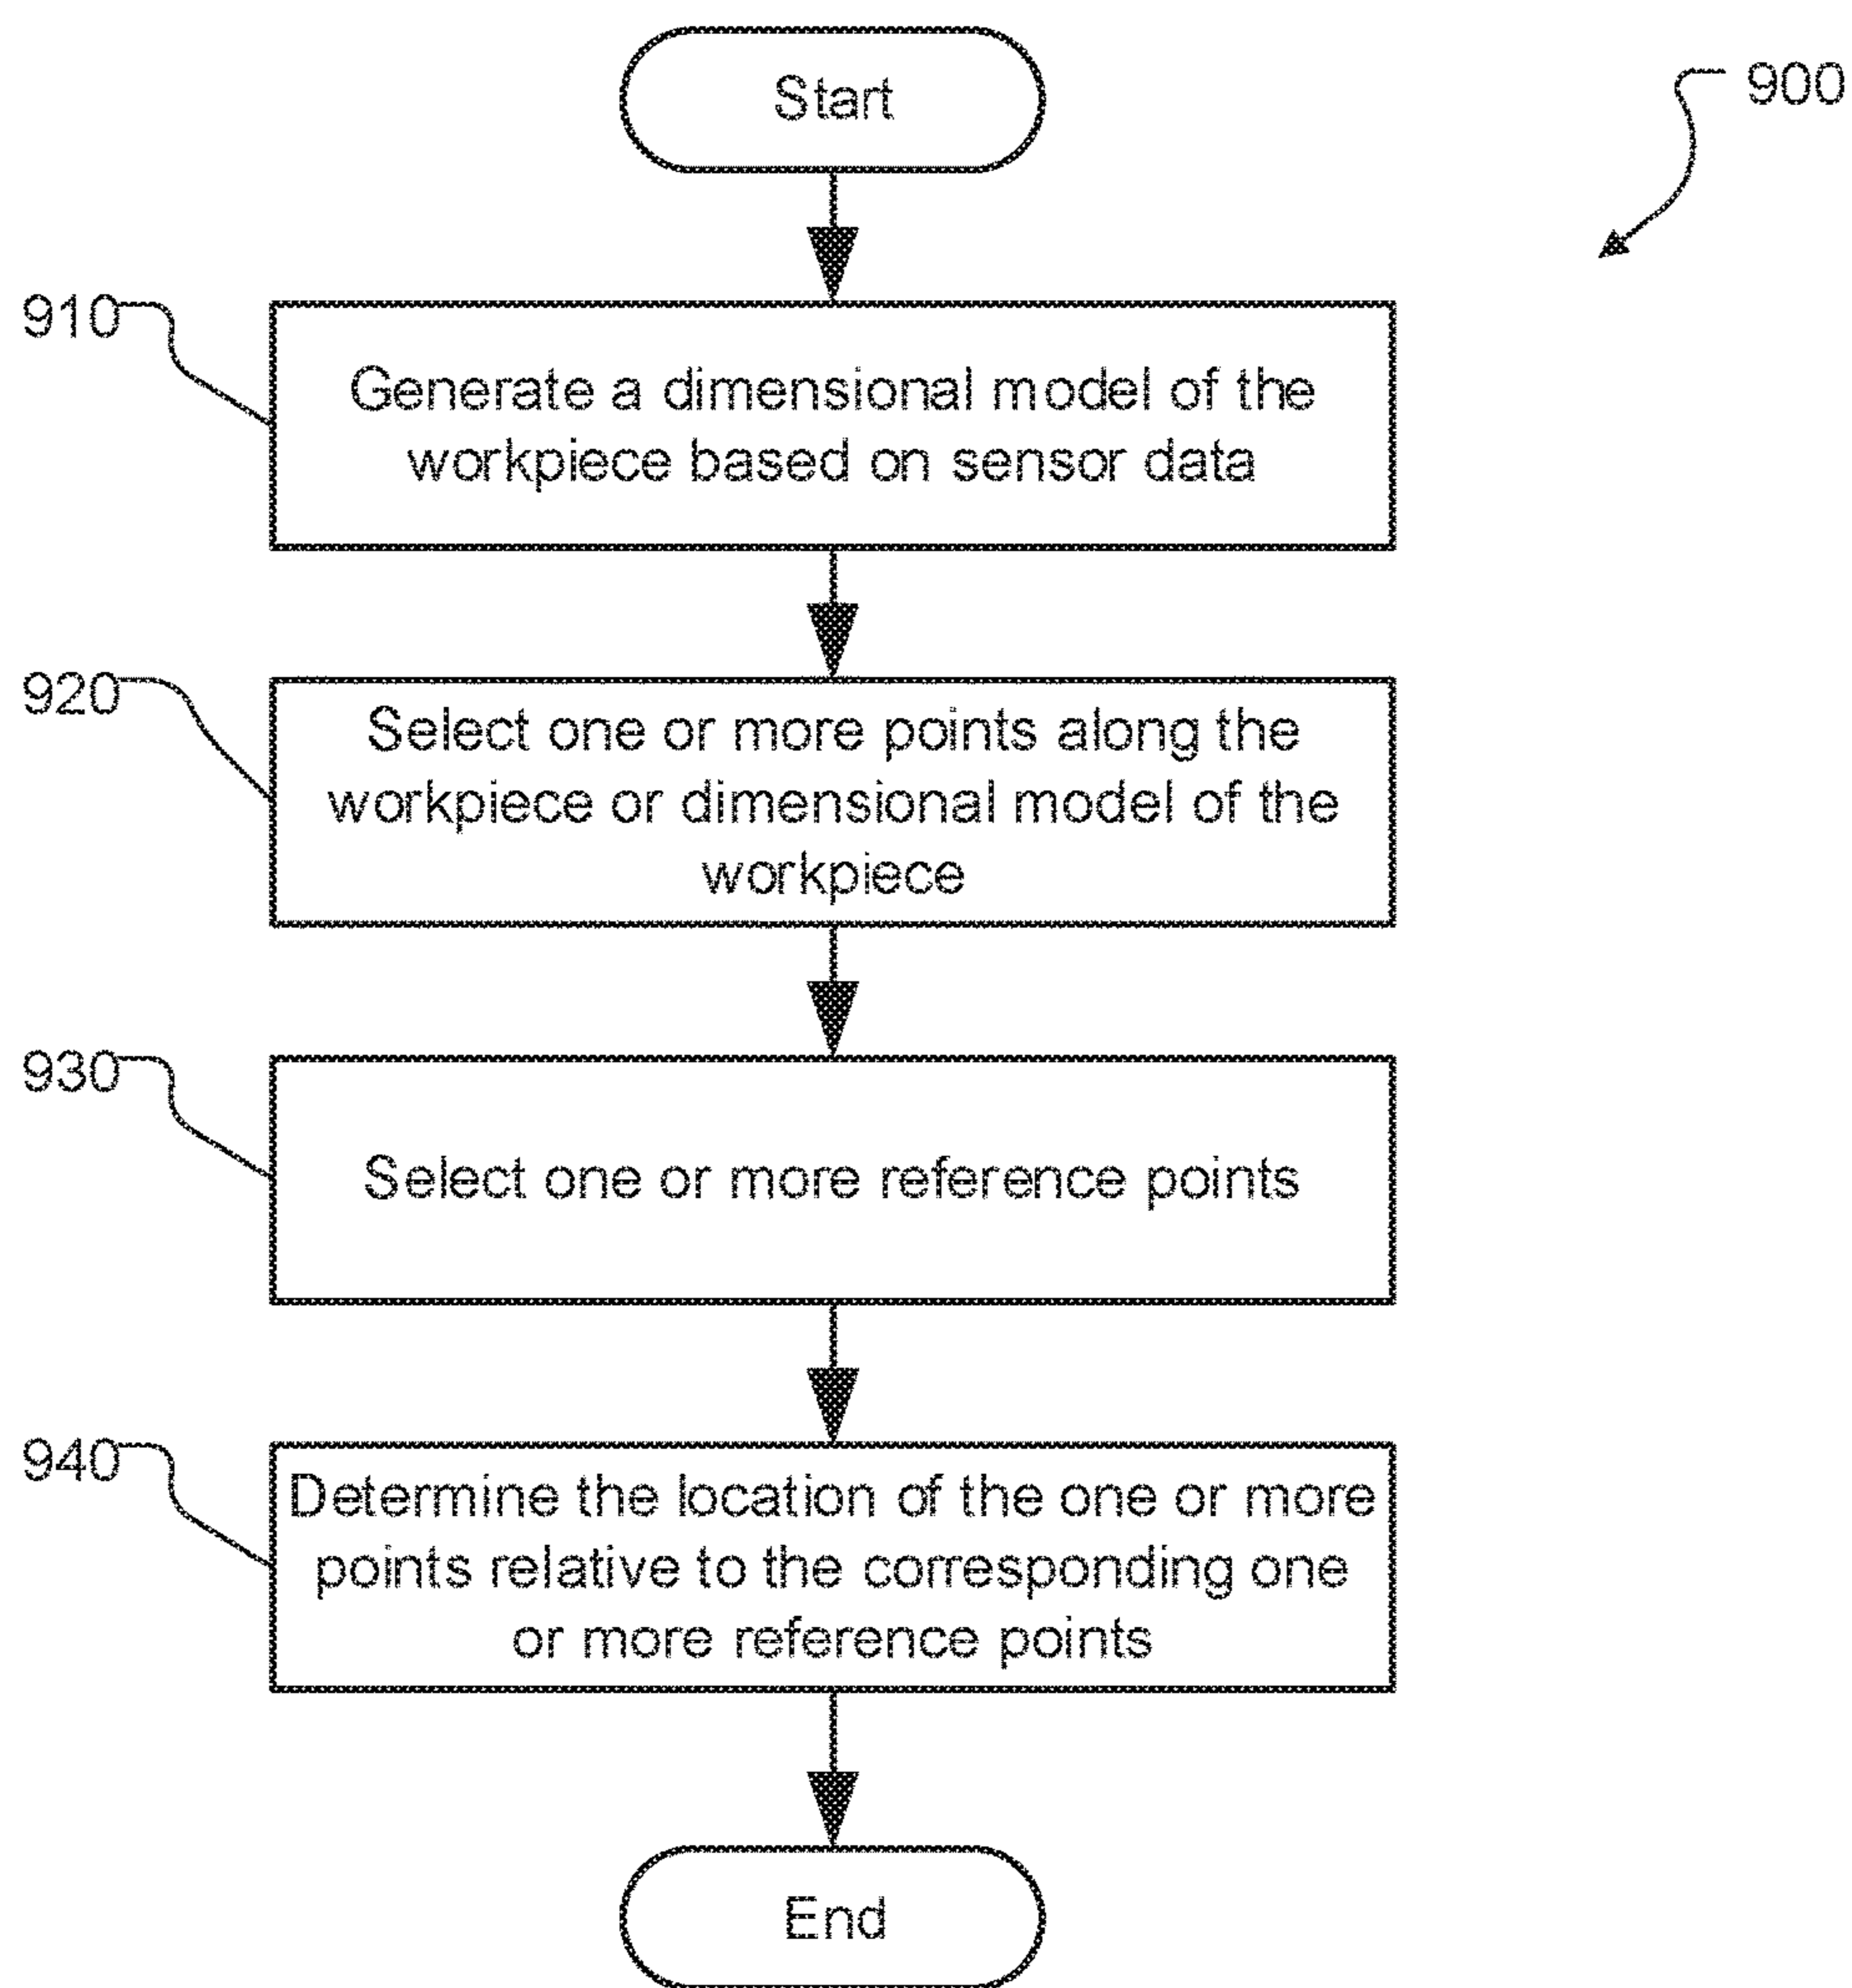 Start
900
910
Generate a dimensional model of the
workpiece based on sensor data
920
Select one or more points along the
workpiece or dimensional model of the
workpiece
930
Select one or more reference points
940
Determine the location of the one or more
points relative to the corresponding one
or more reference points
End